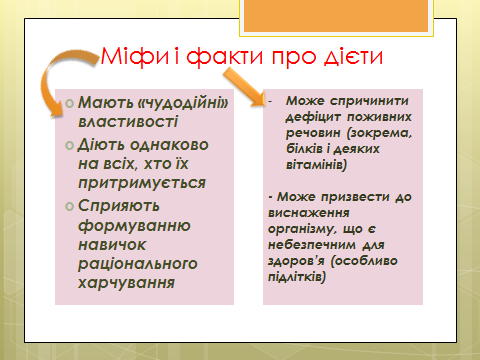 Міфи і факти про дієти
Мають «чудодійні»
властивості
Діють однаково
на всіх, хто їх
притримується
Сприяють
формуванню
навичок
раціонального
харчування
- Може спричинити
дефіцит поживних
речовин (зокрема,
білків і деяких
вітамінів)
- Може призвести до
виснаження
організму, що є
небезпечним для
здоров'я (особливо
підлітків)